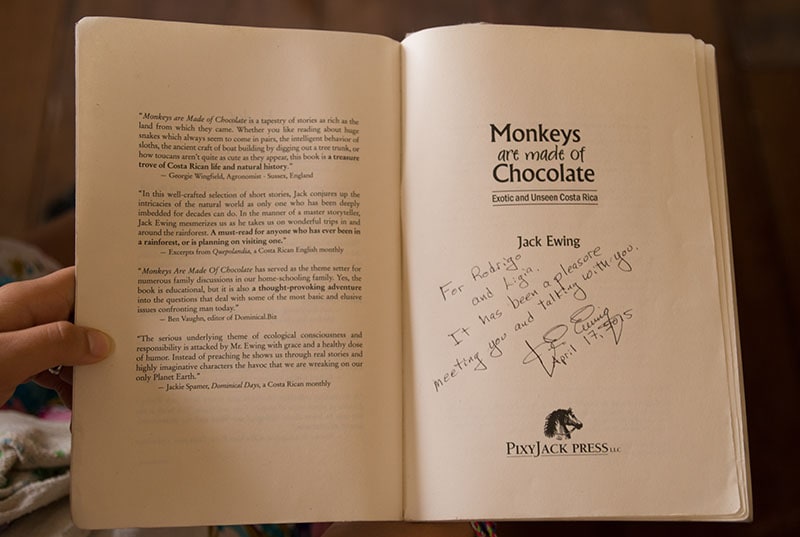 "Monkeys are Made of Chocolate is a tapestry of stories as rich as the
land from which they came. Whether you like reading about huge
snakes which always seem to come in pairs, the intelligent behavior of
sloths, the ancient craft of boat building by digging out a tree trunk, or
how toucans aren't quite as cute as they appear, this book is a treasure
trove of Costa Rican life and natural history."
— Georgie Wingfield, Agronomist - Sussex, England
"In this well-crafted selection of short stories, Jack conjures up the
intricacies of the natural world as only one who has been deeply
imbedded for decades can do. In the manner of a master storyteller,
Jack Ewing mesmerizes us as he takes us on wonderful trips in and
around the rainforest. A must-read for anyone who has ever been in
a rainforest, or is planning on visiting one."
— Excerpts from Quepolandia, a Costa Rican English monthly
"Monkeys Are Made Of Chocolate has served as the theme setter for
numerous family discussions in our home-schooling family. Yes, the
book is educational, but it is also a thought-provoking adventure
into the questions that deal with some of the most basic and elusive
issues confronting man today."
— Ben Vaughn, editor of Dominical.Biz
"The serious underlying theme of ecological consciousness and
responsibility is attacked by Mr. Ewing with grace and a healthy dose
of humor. Instead of preaching he shows us through real stories and
highly imaginative characters the havoc that we are wreaking on our
only Planet Earth."
— Jackie Spamer, Dominical Days, a Costa Rican monthly
Monkeys
are made of
Chocolate
Exotic and Unseen Costa Rica
Jack Ewing
For Rodrigo
and Ligia.
It has been a pleasure
meeting you and talking with you.
Jack Ewing
April 17, 2015
PIXYJACK PRESS LLC